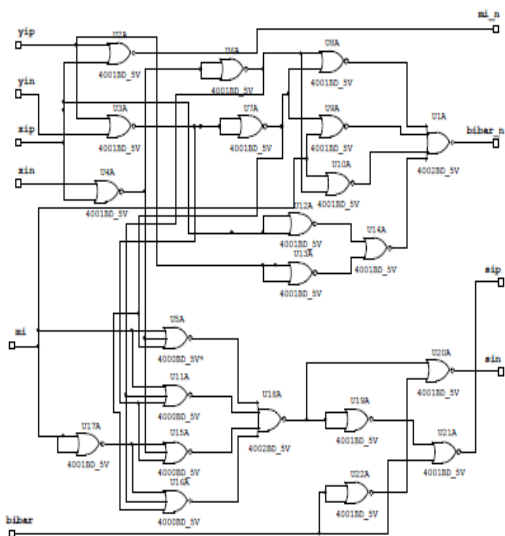 mi_n
U2A
yip
U6A
U8A
4001BD_5V
4001BD_5V
4001BD_5V
yin
U3A
U7A
U9A
U1A
xip
bibar_n
4001BD_5V
4001BD_5V
4001BD_5V
4002BD_5V
U10A
xin
U4A
4001BD_5V
4001BD_5V
U12A
U14A
4001BD_5V
U13A
4001BD_5V
4001BD_5V
sip
U5A
mi
U20A
4000BD_5V*
sin
U11A
4001BD_5V
4000BD_5V
U18A
U19A
U17A
U15A
U21A
4002BD_5V
4001BD_5V
4001BD_5V
4000BD_5V
4001BD_5V
U16A
U22A
4000BD_5V
4001BD_5V
bibar